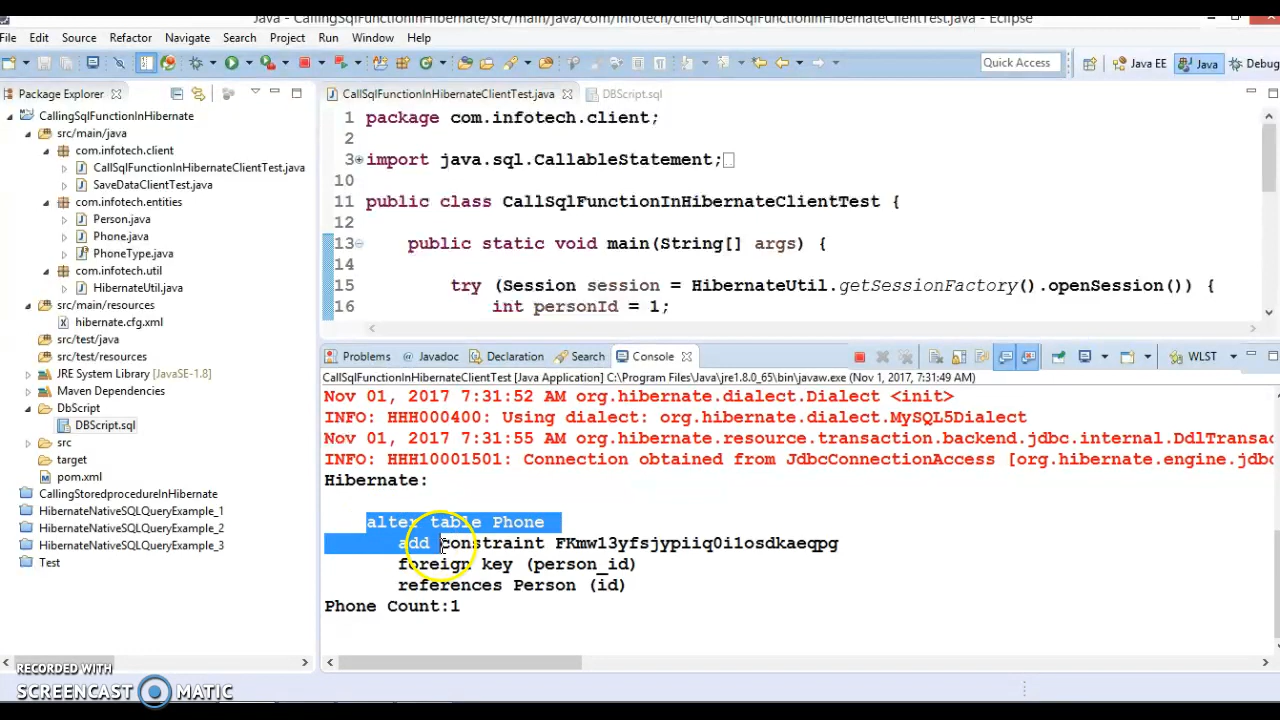 Java - CallingSqlFunctionInHibernate/src/main/java/com/infotech/client/CallSqlFunctionInHibernateClientTest.java - Eclipse
File Edit Source Refactor Navigate Search Project Run Window Help
Quick Access Java EE Java Debug
Package Explorer
CallingSqlFunctionInHibernate
src/main/java
com.infotech.client
CallSqlFunctionInHibernateClientTest.java
SaveDataClientTest.java
com.infotech.entities
Person.java
Phone.java
PhoneType.java
com.infotech.util
HibernateUtil.java
src/main/resources
hibernate.cfg.xml
src/test/java
src/test/resources
JRE System Library [JavaSE-1.8]
Maven Dependencies
DbScript
DBScript.sql
src
target
pom.xml
CallingStoredprocedureInHibernate
HibernateNativeSQLQueryExample_1
HibernateNativeSQLQueryExample_2
HibernateNativeSQLQueryExample_3
Test
CallSqlFunctionInHibernateClientTest.java DBScript.sql
1 package com.infotech.client;
2
3 import java.sql.CallableStatement;
10
11 public class CallSqlFunctionInHibernateClientTest {
12
13 public static void main(String[] args) {
14
15 try (Session session = HibernateUtil.getSessionFactory().openSession()) {
16 int personId = 1;
Problems @ Javadoc Declaration Search Console WLST
CallSqlFunctionInHibernateClientTest [Java Application] C:\Program Files\Java\jre1.8.0_65\bin\javaw.exe (Nov 1, 2017, 7:31:49 AM)
Nov 01, 2017 7:31:52 AM org.hibernate.dialect.Dialect <init>
INFO: HHH000400: Using dialect: org.hibernate.dialect.MySQL5Dialect
Nov 01, 2017 7:31:55 AM org.hibernate.resource.transaction.backend.jdbc.internal.DdlTransac
INFO: HHH10001501: Connection obtained from JdbcConnectionAccess [org.hibernate.engine.jdbc
Hibernate:
alter table Phone
add constraint FKmw13yfsjypiiq0i1osdkaeqpg
foreign key (person_id)
references Person (id)
Phone Count:1
RECORDED WITH
SCREENCAST MATIC